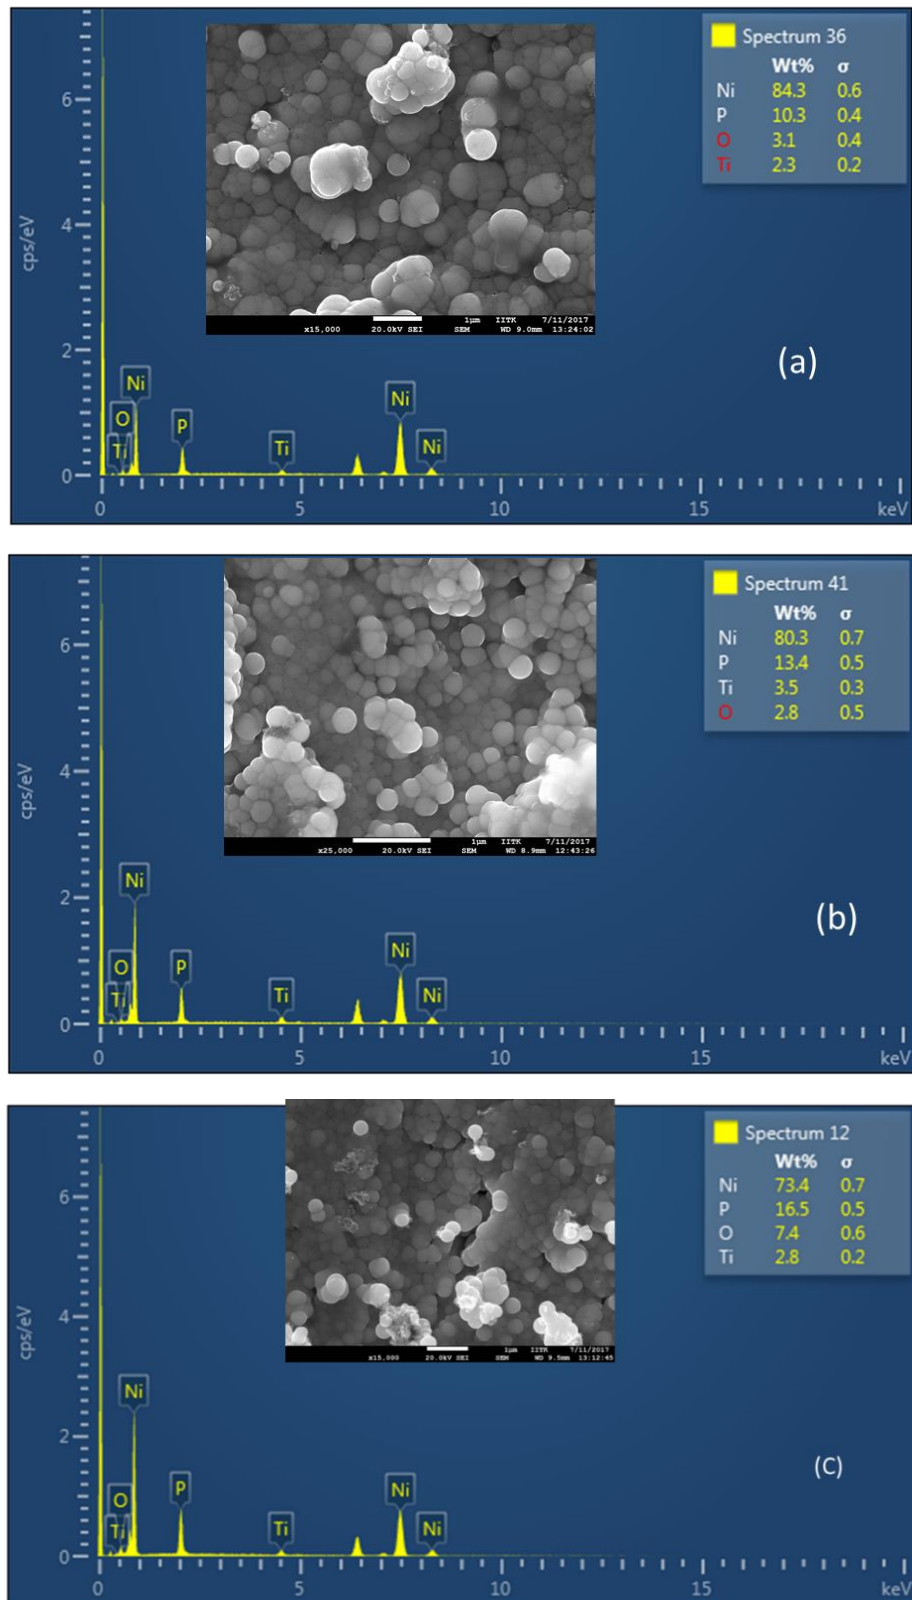 Spectrum 36
Wt% σ
Ni 84.3 0.6
P 10.3 0.4
O 3.1 0.4
Ti 2.3 0.2
6
4
2
0
cps/eV
1µm IITK 7/11/2017
x15,000 20.0kV SEI SEM WD 9.0mm 13:24:02
(a)
Ni
O
Ti
P
Ti
Ni
Ni
0 5 10 15 keV
Spectrum 41
Wt% σ
Ni 80.3 0.7
P 13.4 0.5
Ti 3.5 0.3
O 2.8 0.5
6
4
2
0
cps/eV
1µm IITK 7/11/2017
x25,000 20.0kV SEI SEM WD 8.9mm 12:43:26
(b)
Ni
O
Ti
P
Ti
Ni
Ni
0 5 10 15 keV
Spectrum 12
Wt% σ
Ni 73.4 0.7
P 16.5 0.5
O 7.4 0.6
Ti 2.8 0.2
6
4
2
0
cps/eV
1µm IITK 7/11/2017
x15,000 20.0kV SEI SEM WD 9.5mm 13:12:45
(C)
Ni
O
Ti
P
Ti
Ni
Ni
0 5 10 15 keV